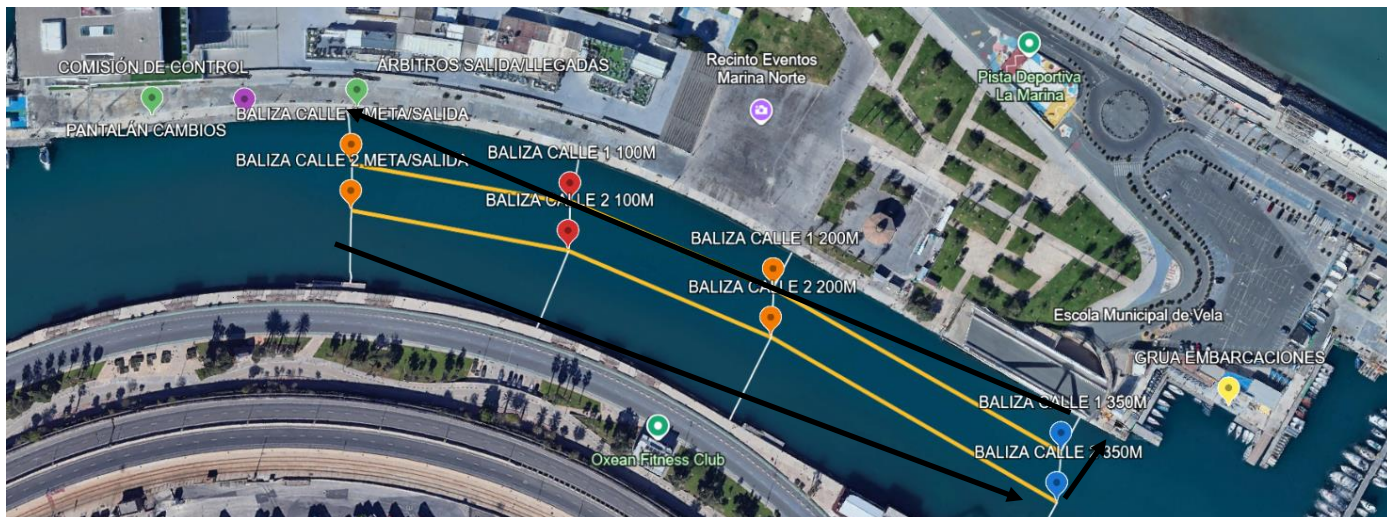 COMISIÓN DE CONTROL
ÁRBITROS SALIDA/LLEGADAS
Recinto Eventos
Marina Norte
Pista Deportiva
La Marina
PANTALÁN CAMBIOS
BALIZA CALLE META/SALIDA
BALIZA CALLE 2 META/SALIDA
BALIZA CALLE 1 100M
BALIZA CALLE 2 100M
BALIZA CALLE 1 200M
BALIZA CALLE 2 200M
Escola Municipal de Vela
GRUA EMBARCACIONES
BALIZA CALLE 1 350M
BALIZA CALLE 350M
Oxean Fitness Club